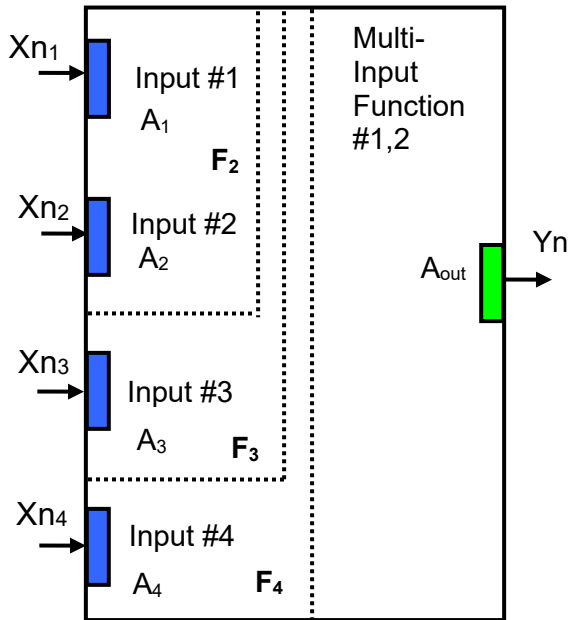 Xn1
Input #1
A1
F2
Xn2
Input #2
A2
Xn3
Input #3
A3
F3
Xn4
Input #4
A4
F4
Multi-
Input
Function
#1,2
Aout
Yn